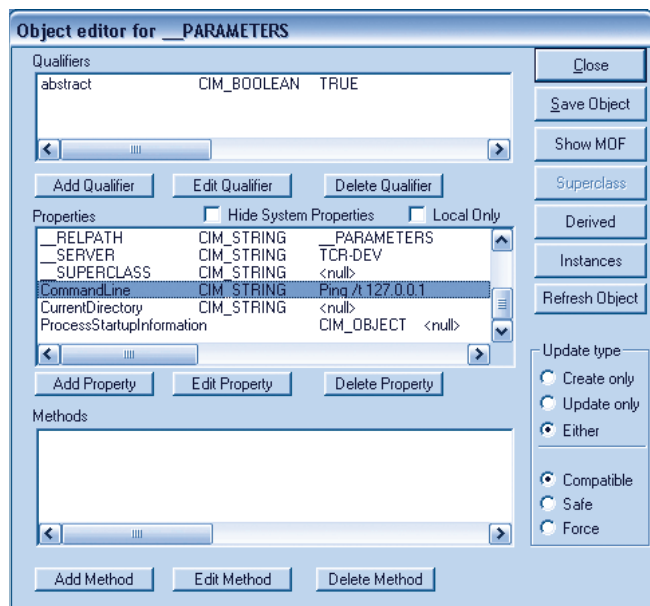 Object editor for __PARAMETERS
Qualifiers
abstract CIM_BOOLEAN TRUE
Add Qualifier Edit Qualifier Delete Qualifier
Properties Hide System Properties Local Only
__RELPATH CIM_STRING __PARAMETERS
__SERVER CIM_STRING TCR-DEV
__SUPERCLASS CIM_STRING <null>
CommandLine CIM_STRING Ping /t 127.0.0.1
CurrentDirectory CIM_STRING <null>
ProcessStartupInformation CIM_OBJECT <null>
Add Property Edit Property Delete Property
Methods
Add Method Edit Method Delete Method
Close
Save Object
Show MOF
Superclass
Derived
Instances
Refresh Object
Update type
Create only
Update only
Either
Compatible
Safe
Force